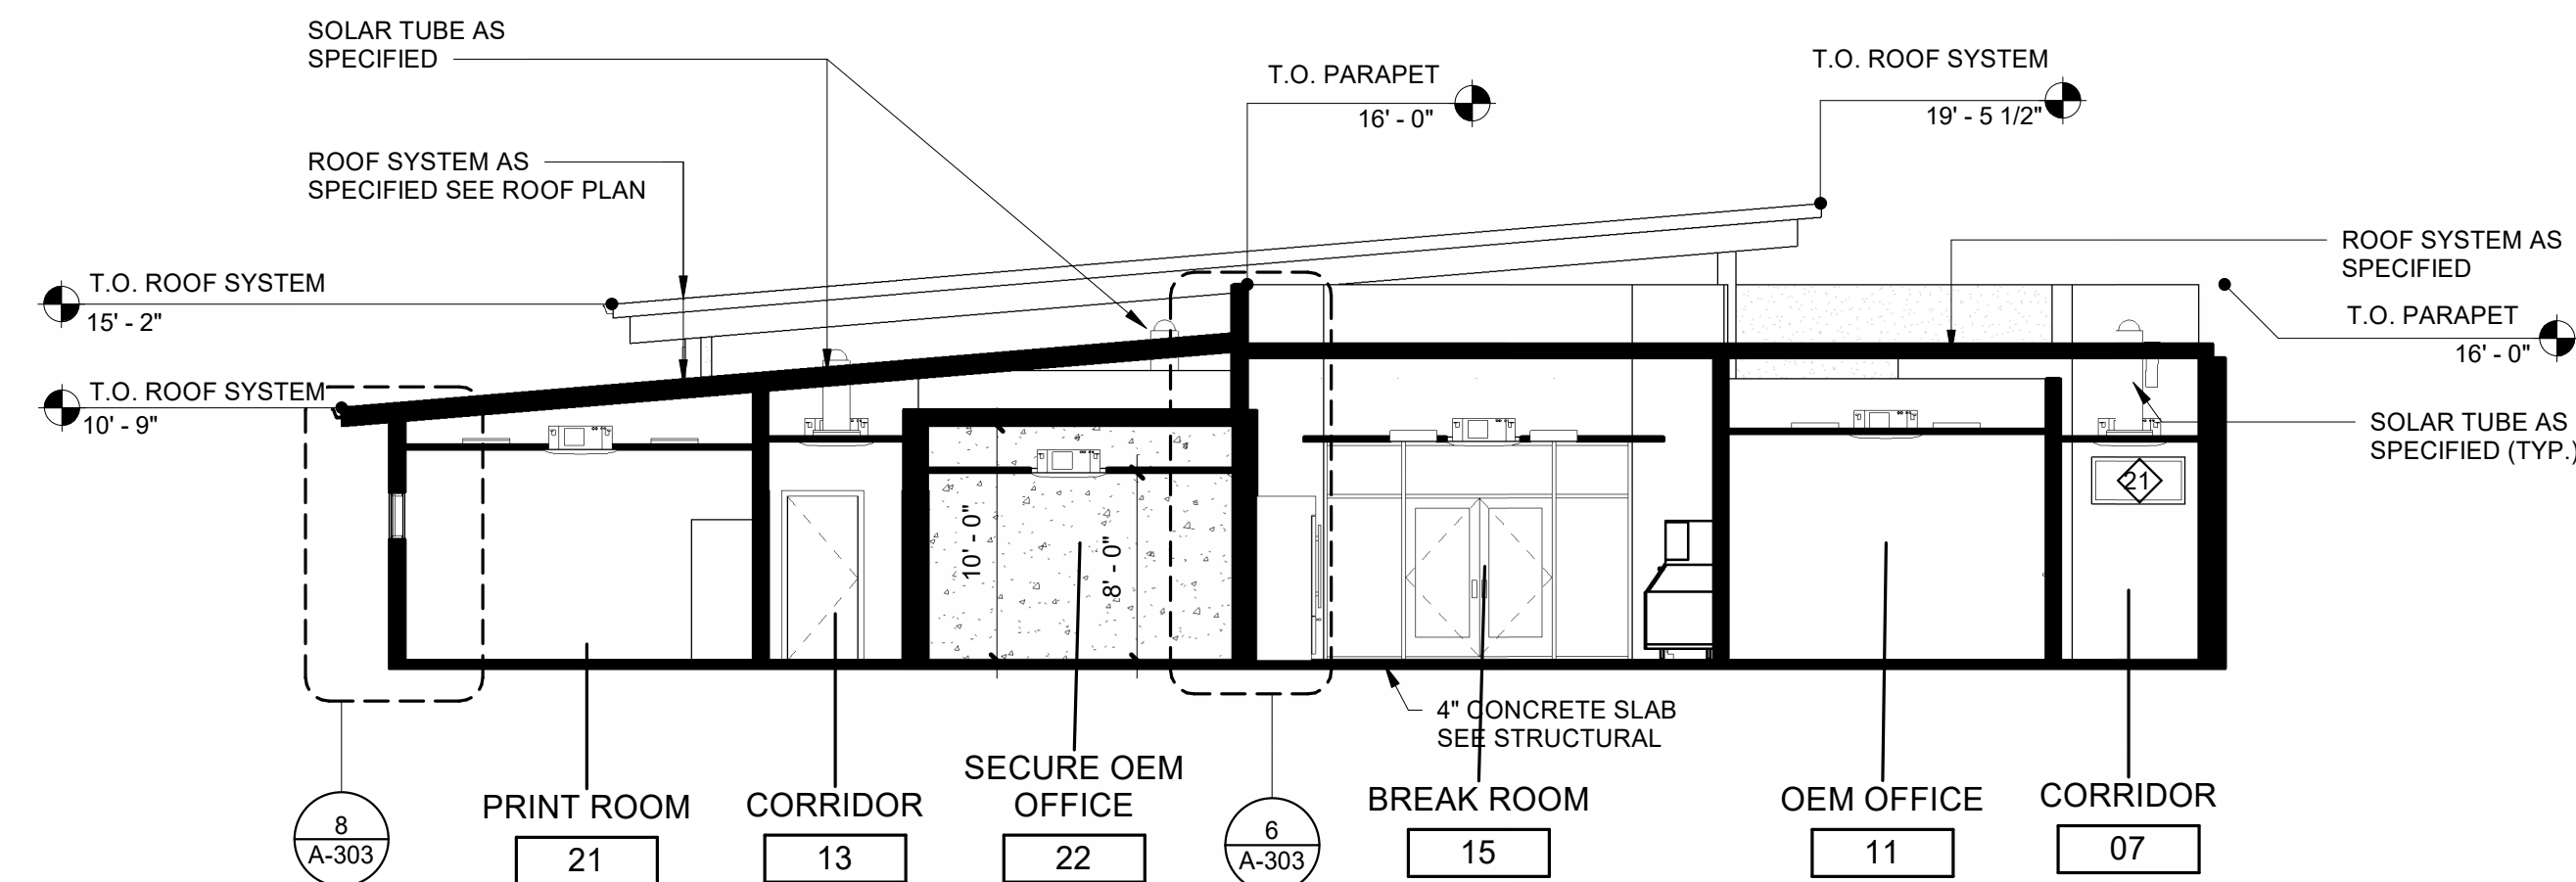 SOLAR TUBE AS
SPECIFIED
T.O. PARAPET
16' - 0"
T.O. ROOF SYSTEM
19' - 5 1/2"
ROOF SYSTEM AS
SPECIFIED SEE ROOF PLAN
ROOF SYSTEM AS
SPECIFIED
T.O. ROOF SYSTEM
15' - 2"
T.O. PARAPET
16' - 0"
T.O. ROOF SYSTEM
10' - 9"
SOLAR TUBE AS
SPECIFIED (TYP.)
21
10' - 0"
8' - 0"
4" CONCRETE SLAB
SEE STRUCTURAL
8
A-303
PRINT ROOM
21
CORRIDOR
13
SECURE OEM
OFFICE
22
6
A-303
BREAK ROOM
15
OEM OFFICE
11
CORRIDOR
07